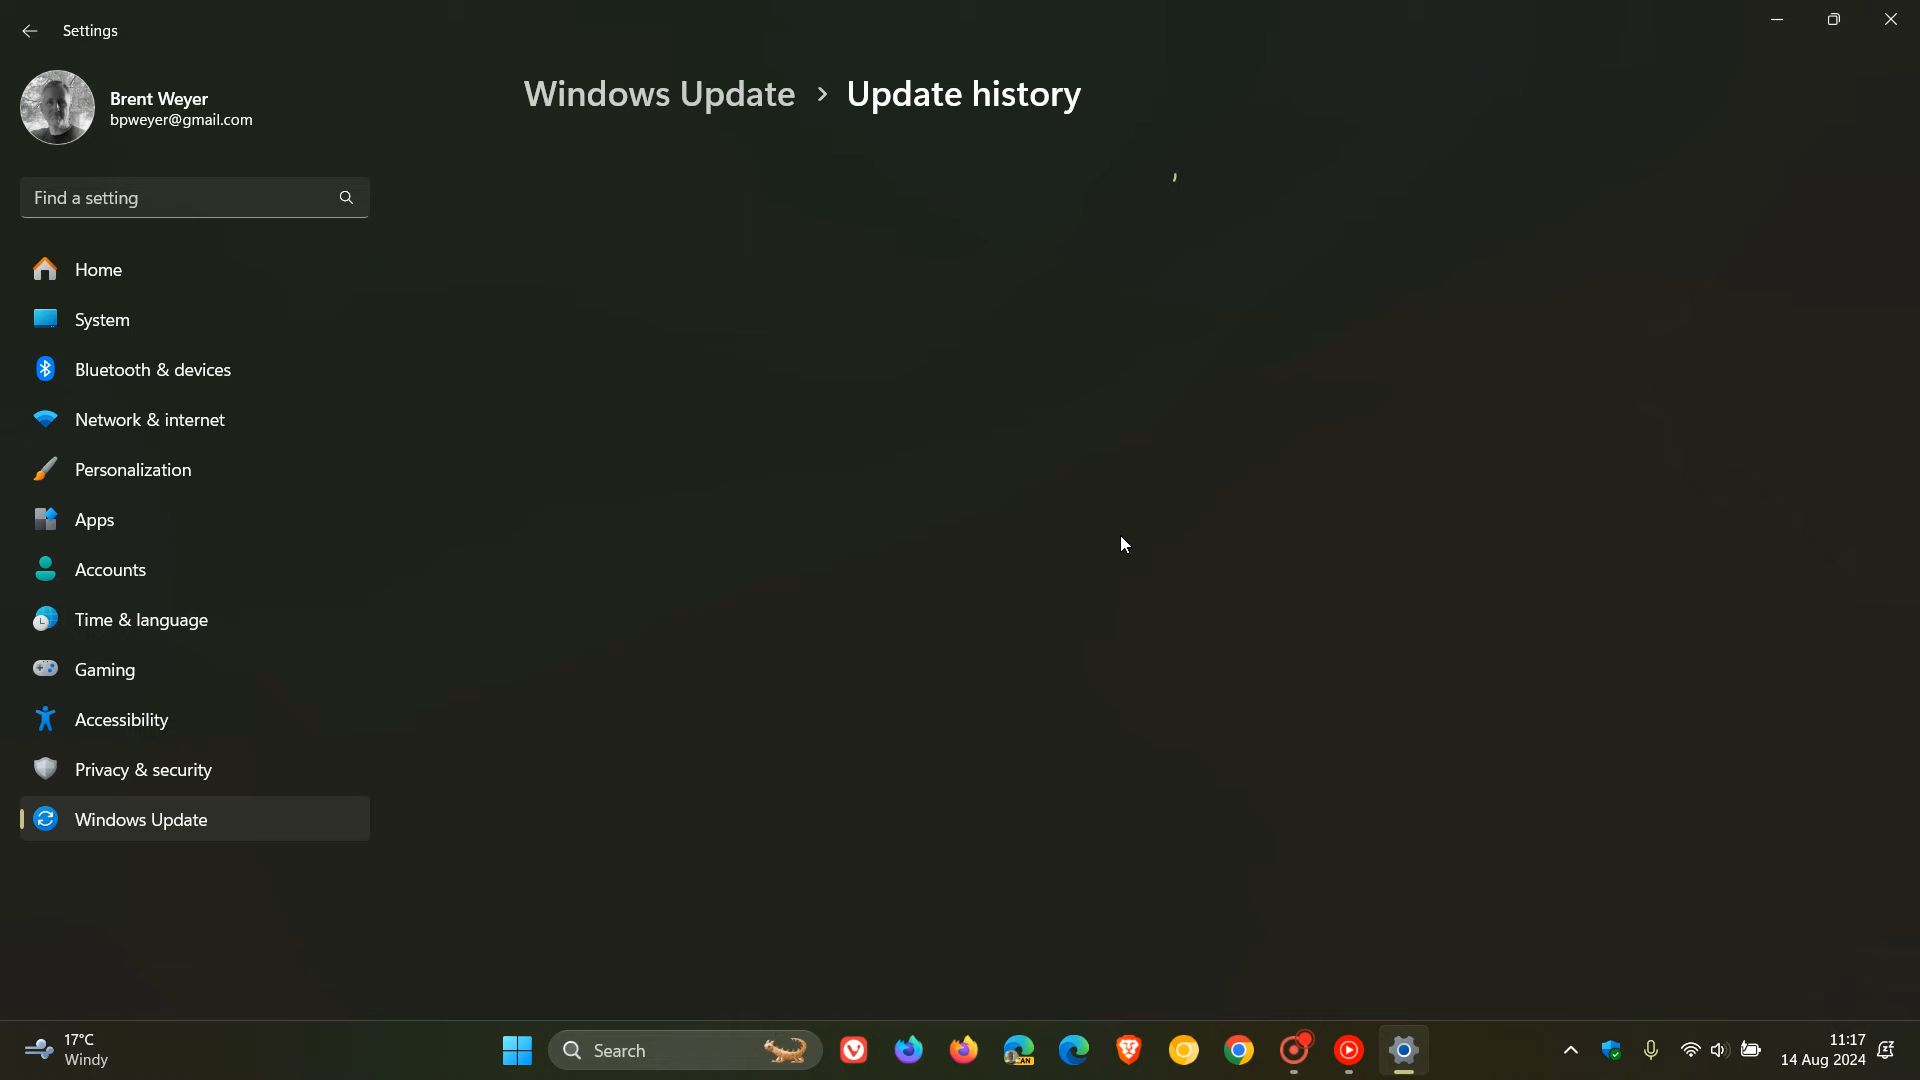 Settings
Brent Weyer
bpweyer@gmail.com
Windows Update > Update history
Find a setting
Home
System
Bluetooth & devices
Network & internet
Personalization
Apps
Accounts
Time & language
Gaming
Accessibility
Privacy & security
Windows Update
17°C
Windy
Search
CAN
11:17
14 Aug 2024